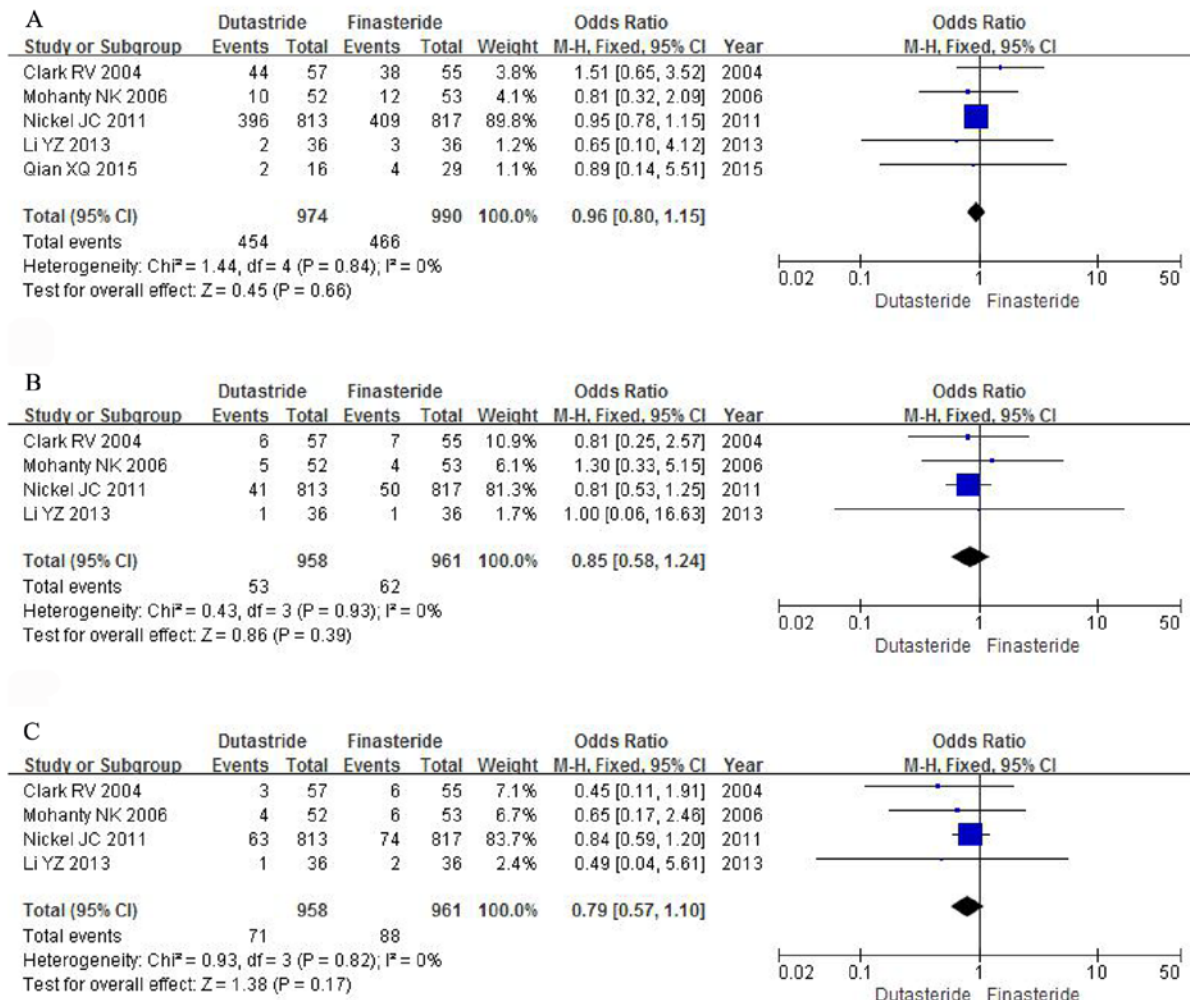 A
Dutastride Finasteride Odds Ratio Odds Ratio
Study or Subgroup Events Total Events Total Weight M-H, Fixed, 95% CI Year M-H, Fixed, 95% CI
Clark RV 2004 44 57 38 55 3.8% 1.51 [0.65, 3.52] 2004
Mohanty NK 2006 10 52 12 53 4.1% 0.81 [0.32, 2.09] 2006
Nickel JC 2011 396 813 409 817 89.8% 0.95 [0.78, 1.15] 2011
Li YZ 2013 2 36 3 36 1.2% 0.65 [0.10, 4.12] 2013
Qian XQ 2015 2 16 4 29 1.1% 0.89 [0.14, 5.51] 2015
Total (95% CI) 974 990 100.0% 0.96 [0.80, 1.15]
Total events 454 466
Heterogeneity: Chi² = 1.44, df = 4 (P = 0.84); I² = 0%
Test for overall effect: Z = 0.45 (P = 0.66)
0.02 0.1 1 10 50
Dutasteride Finasteride
B
Dutastride Finasteride Odds Ratio Odds Ratio
Study or Subgroup Events Total Events Total Weight M-H, Fixed, 95% CI Year M-H, Fixed, 95% CI
Clark RV 2004 6 57 7 55 10.9% 0.81 [0.25, 2.57] 2004
Mohanty NK 2006 5 52 4 53 6.1% 1.30 [0.33, 5.15] 2006
Nickel JC 2011 41 813 50 817 81.3% 0.81 [0.53, 1.25] 2011
Li YZ 2013 1 36 1 36 1.7% 1.00 [0.06, 16.63] 2013
Total (95% CI) 958 961 100.0% 0.85 [0.58, 1.24]
Total events 53 62
Heterogeneity: Chi² = 0.43, df = 3 (P = 0.93); I² = 0%
Test for overall effect: Z = 0.86 (P = 0.39)
0.02 0.1 1 10 50
Dutasteride Finasteride
C
Dutastride Finasteride Odds Ratio Odds Ratio
Study or Subgroup Events Total Events Total Weight M-H, Fixed, 95% CI Year M-H, Fixed, 95% CI
Clark RV 2004 3 57 6 55 7.1% 0.45 [0.11, 1.91] 2004
Mohanty NK 2006 4 52 6 53 6.7% 0.65 [0.17, 2.46] 2006
Nickel JC 2011 63 813 74 817 83.7% 0.84 [0.59, 1.20] 2011
Li YZ 2013 1 36 2 36 2.4% 0.49 [0.04, 5.61] 2013
Total (95% CI) 958 961 100.0% 0.79 [0.57, 1.10]
Total events 71 88
Heterogeneity: Chi² = 0.93, df = 3 (P = 0.82); I² = 0%
Test for overall effect: Z = 1.38 (P = 0.17)
0.02 0.1 1 10 50
Dutasteride Finasteride